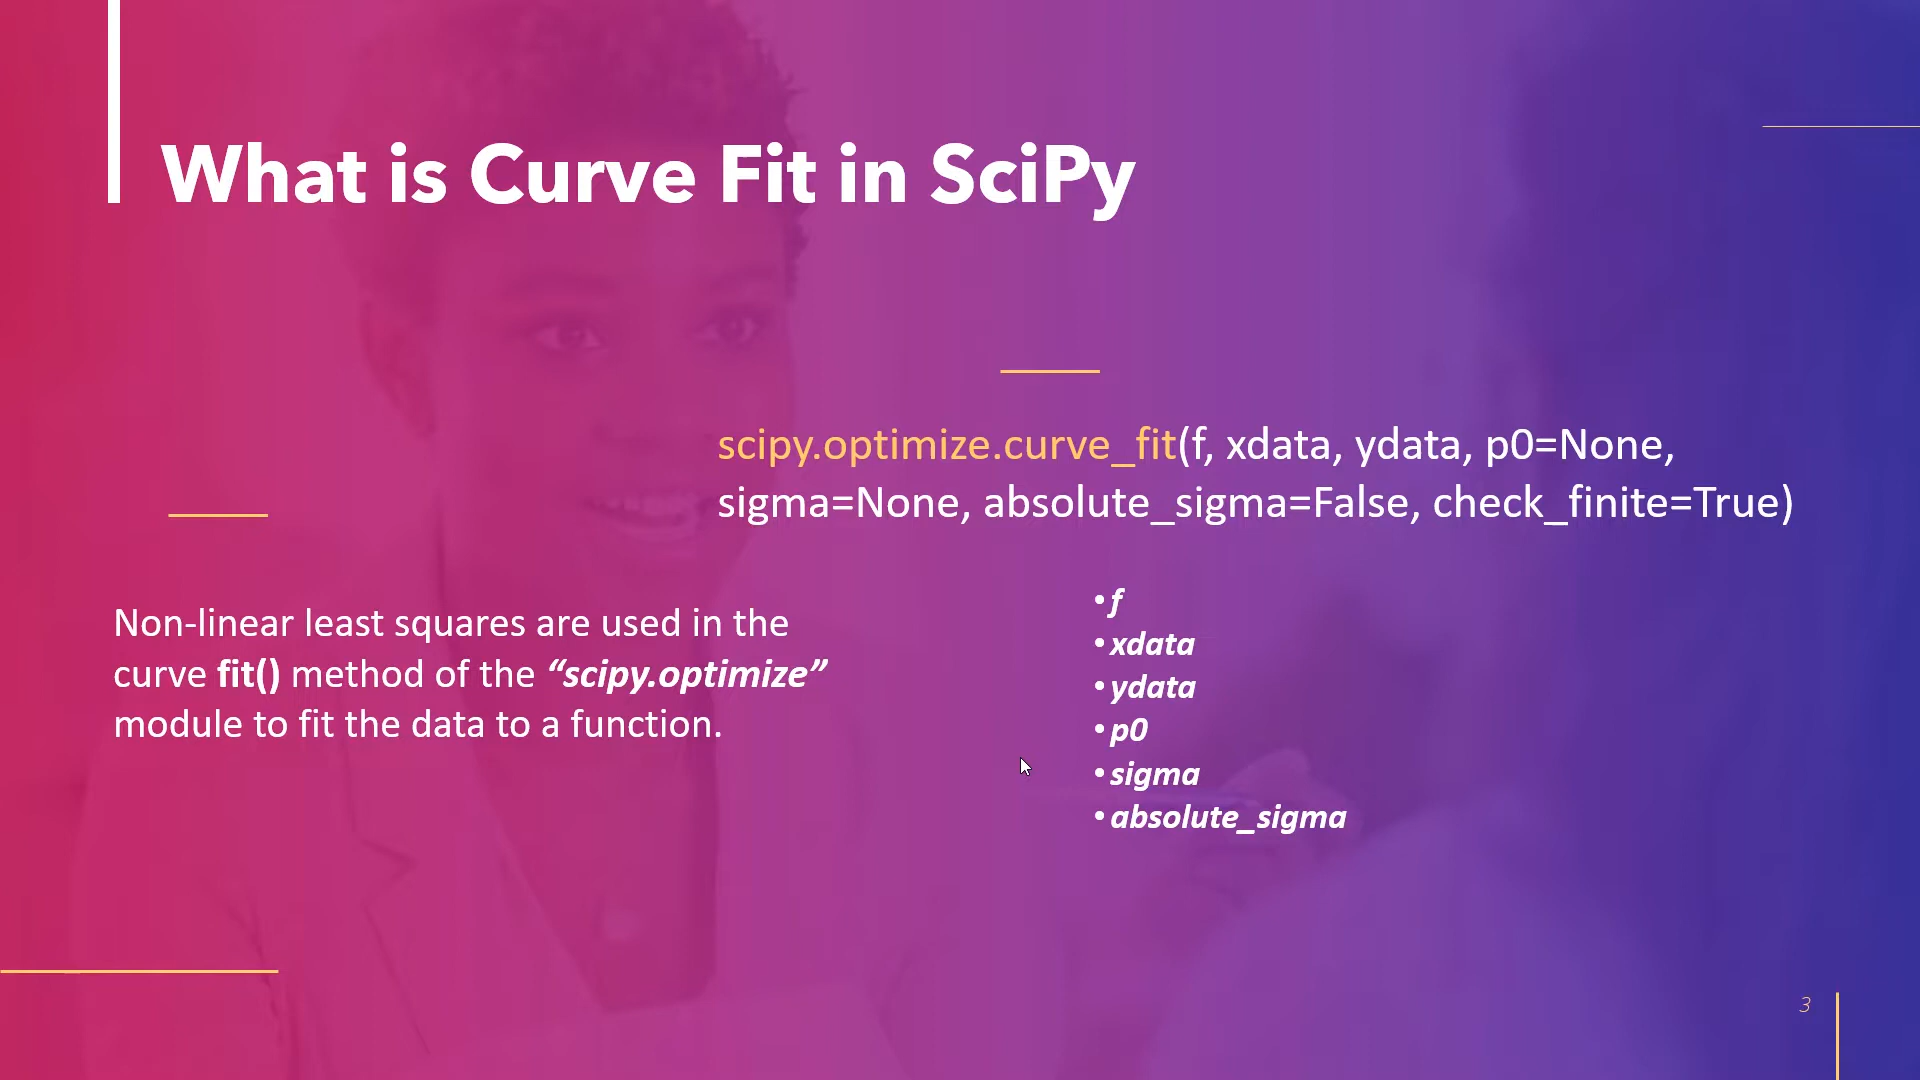 What is Curve Fit in SciPy
scipy.optimize.curve_fit(f, xdata, ydata, p0=None,
sigma=None, absolute_sigma=False, check_finite=True)
Non-linear least squares are used in the
curve fit() method of the “scipy.optimize”
module to fit the data to a function.
•f
•xdata
•ydata
•p0
•sigma
•absolute_sigma
3